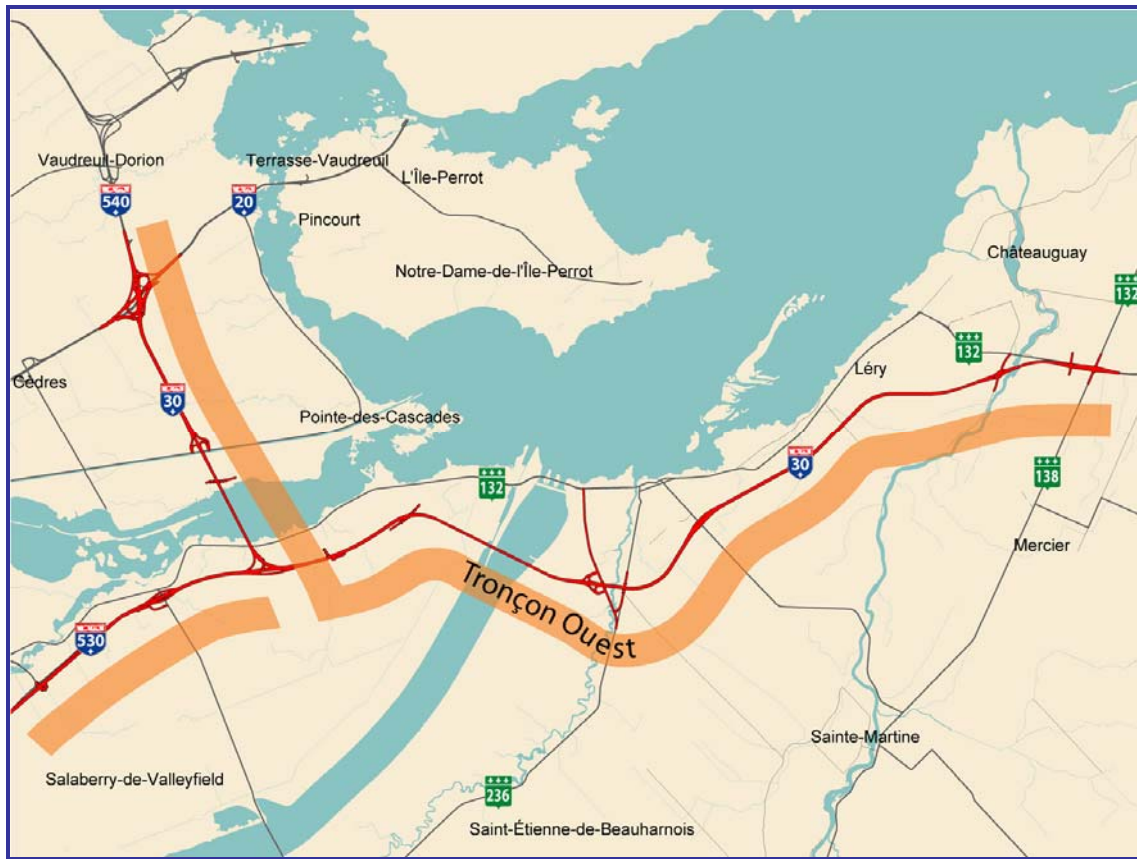 Vaudreuil-Dorion
Terrasse-Vaudreuil
L'Île-Perrot
540
20
Pincourt
Châteauguay
Notre-Dame-de-l'Île-Perrot
132
132
Léry
Cèdres
30
Pointe-des-Cascades
30
132
138
Mercier
Tronçon Ouest
530
Sainte-Martine
Salaberry-de-Valleyfield
236
Saint-Étienne-de-Beauharnois